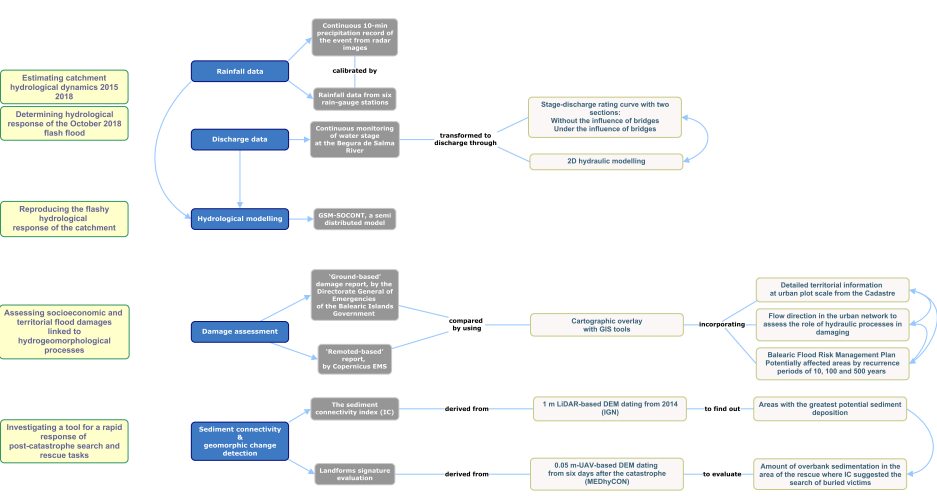 Continuous 10-min
precipitation record of
the event from radar
images
Estimating catchment
hydrological dynamics 2015
2018
Rainfall data
calibrated by
Rainfall data from six
rain-gauge stations
Determining hydrological
response of the October 2018
flash flood
Discharge data
Continuous monitoring
of water stage
at the Begura de Salma
River
transformed to
discharge through
Stage-discharge rating curve with two
sections:
Without the influence of bridges
Under the influence of bridges
2D hydraulic modelling
Reproducing the flashy
hydrological
response of the catchment
Hydrological modelling
GSM-SOCONT, a semi
distributed model
Assessing socioeconomic and
territorial flood damages
linked to
hydrogeomorphological
processes
Damage assessment
'Ground-based'
damage report, by the
Directorate General of
Emergencies
of the Balearic Islands
Government
'Remoted-based'
report,
by Copernicus EMS
compared
by using
Cartographic overlay
with GIS tools
incorporating
Detailed territorial information
at urban plot scale from the Cadastre
Flow direction in the urban network to
assess the role of hydraulic processes in
damaging
Balearic Flood Risk Management Plan
Potentially affected areas by recurrence
periods of 10, 100 and 500 years
Investigating a tool for a rapid
response of
post-catastrophe search and
rescue tasks
Sediment connectivity
&
geomorphic change
detection
The sediment
connectivity index (IC)
derived from
1 m LiDAR-based DEM dating from 2014
(IGN)
to find out
Areas with the greatest potential sediment
deposition
Landforms signature
evaluation
derived from
0.05 m-UAV-based DEM dating
from six days after the catastrophe
(MEDhyCON)
to evaluate
Amount of overbank sedimentation in the
area of the rescue where IC suggested the
search of buried victims